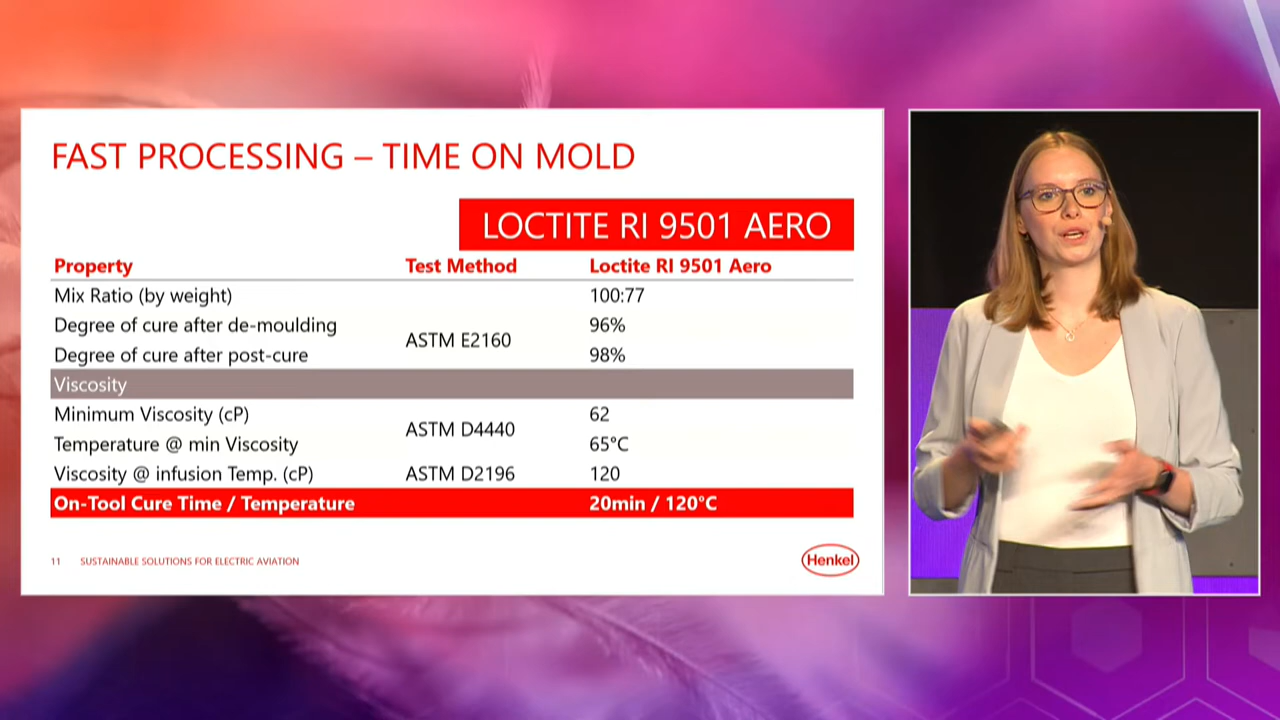 FAST PROCESSING – TIME ON MOLD
LOCTITE RI 9501 AERO
Property Test Method Loctite RI 9501 Aero
Mix Ratio (by weight) 100:77
Degree of cure after de-moulding 96%
ASTM E2160
Degree of cure after post-cure 98%
Viscosity
Minimum Viscosity (cP) 62
ASTM D4440
Temperature @ min Viscosity 65°C
Viscosity @ infusion Temp. (cP) ASTM D2196 120
On-Tool Cure Time / Temperature 20min / 120°C
11 SUSTAINABLE SOLUTIONS FOR ELECTRIC AVIATION
Henkel